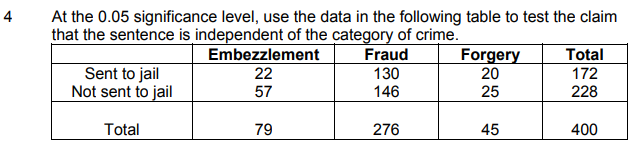 4 At the 0.05 significance level, use the data in the following table to test the claim
that the sentence is independent of the category of crime.
Embezzlement Fraud Forgery Total
Sent to jail 22 130 20 172
Not sent to jail 57 146 25 228
Total 79 276 45 400